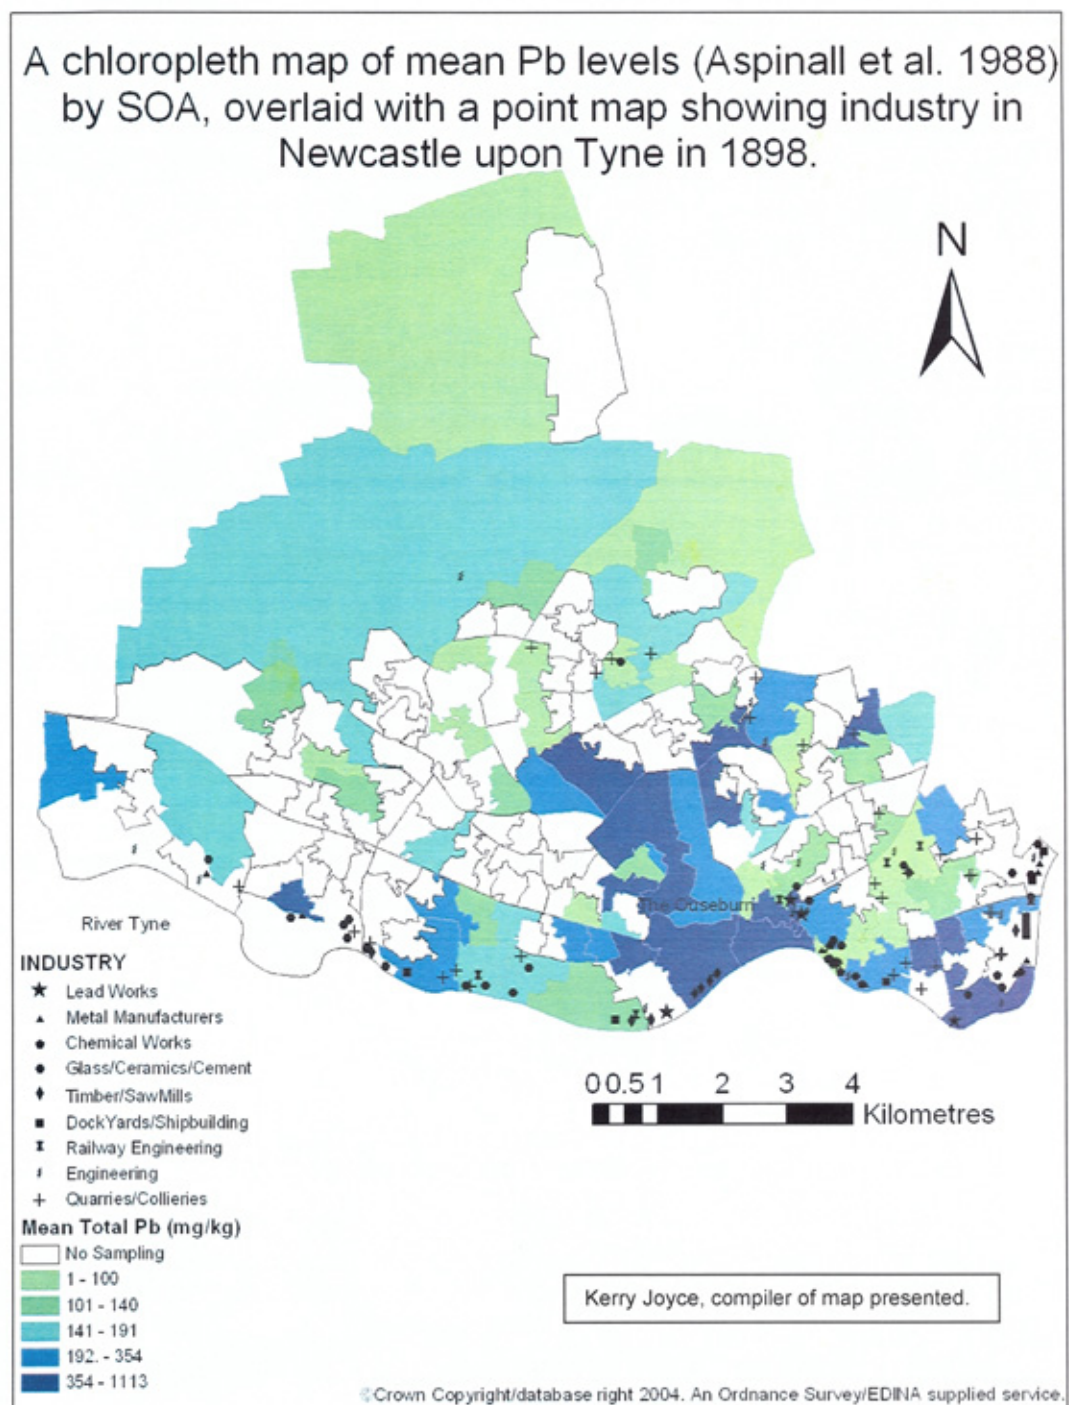 A chloropleth map of mean Pb levels (Aspinall et al. 1988)
by SOA, overlaid with a point map showing industry in
Newcastle upon Tyne in 1898.
N
The Ouseburn
River Tyne
INDUSTRY
Lead Works
Metal Manufacturers
Chemical Works
Glass/Ceramics/Cement
Timber/SawMills
DockYards/Shipbuilding
Railway Engineering
Engineering
Quarries/Collieries
0 0.5 1 2 3 4
Kilometres
Mean Total Pb (mg/kg)
No Sampling
1 - 100
101 - 140
141 - 191
192. - 354
354 - 1113
Kerry Joyce, compiler of map presented.
©Crown Copyright/database right 2004. An Ordnance Survey/EDINA supplied service.